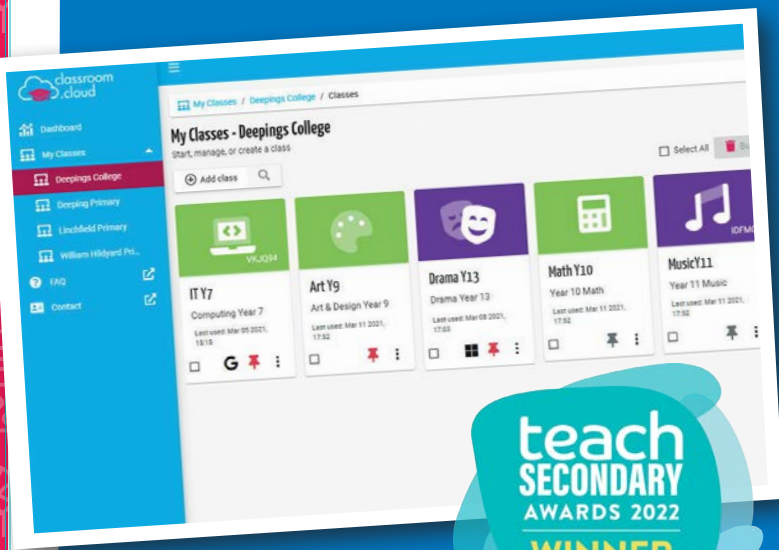 classroom
.cloud
Dashboard
My Classes
Deepings College
Deeping Primary
Linchfield Primary
William Hildyard Pri..
FAQ
Contact
My Classes / Deepings College / Classes
My Classes - Deepings College
Start, manage, or create a class
Add class
Select All
VKJQ94
IT Y7
Computing Year 7
Last used: Mar 05 2021,
15:15
Art Y9
Art & Design Year 9
Last used: Mar 11 2021,
17:52
Drama Y13
Drama Year 13
Last used: Mar 08 2021,
17:03
Math Y10
Year 10 Math
Last used: Mar 11 2021,
17:52
IDFM
MusicY11
Year 11 Music
Last used: Mar 11 2021,
17:52
teach
SECONDARY
AWARDS 2022
WINNER